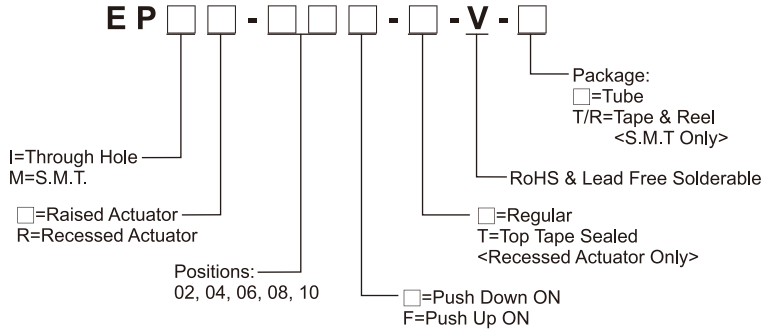 EP□□-□□□-□-V-□
Package:
□=Tube
T/R=Tape & Reel
<S.M.T Only>
I=Through Hole
M=S.M.T.
RoHS & Lead Free Solderable
□=Raised Actuator
R=Recessed Actuator
□=Regular
T=Top Tape Sealed
<Recessed Actuator Only>
Positions:
02, 04, 06, 08, 10
□=Push Down ON
F=Push Up ON